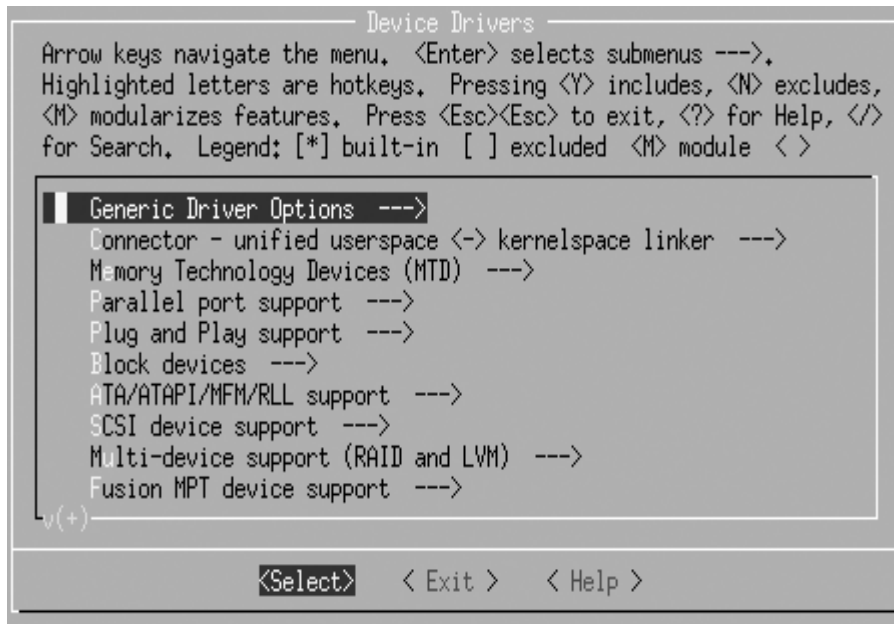 Device Drivers
Arrow keys navigate the menu. <Enter> selects submenus --->.
Highlighted letters are hotkeys. Pressing <Y> includes, <N> excludes,
<M> modularizes features. Press <Esc><Esc> to exit, <?> for Help, </>
for Search. Legend: [*] built-in [ ] excluded <M> module < >
Generic Driver Options --->
Connector - unified userspace <-> kernelspace linker --->
Memory Technology Devices (MTD) --->
Parallel port support --->
Plug and Play support --->
Block devices --->
ATA/ATAPI/MFM/RLL support --->
SCSI device support --->
Multi-device support (RAID and LVM) --->
Fusion MPT device support --->
v(+)
<Select> < Exit > < Help >